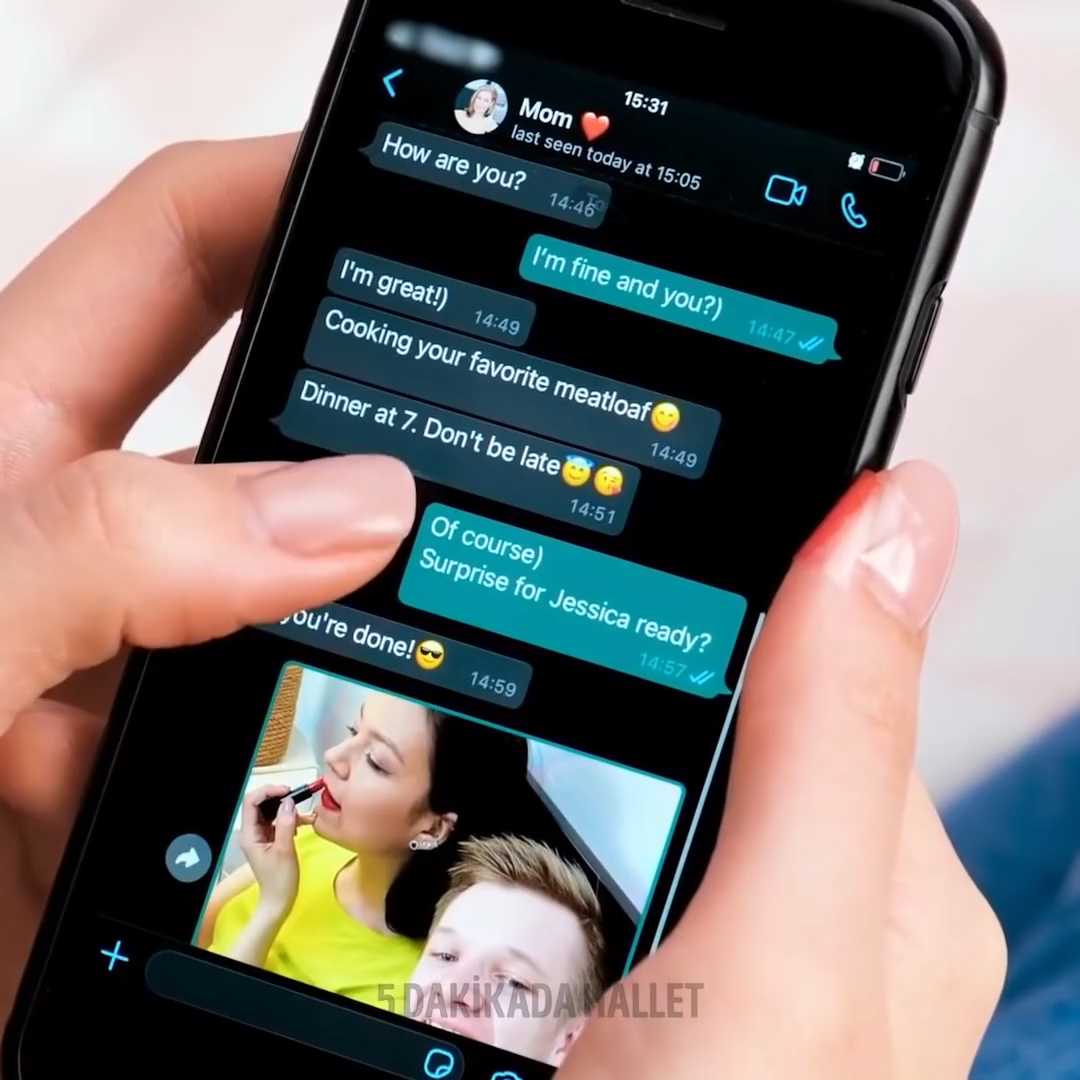 15:31
Mom ❤️
last seen today at 15:05
How are you?
14:46
I'm fine and you?)
14:47
I'm great!)
14:49
Cooking your favorite meatloaf😋
14:49
Dinner at 7. Don't be late😇😘
14:51
Of course)
Surprise for Jessica ready?
14:57
you're done!😎
14:59
5 DAKİKADA HALLET